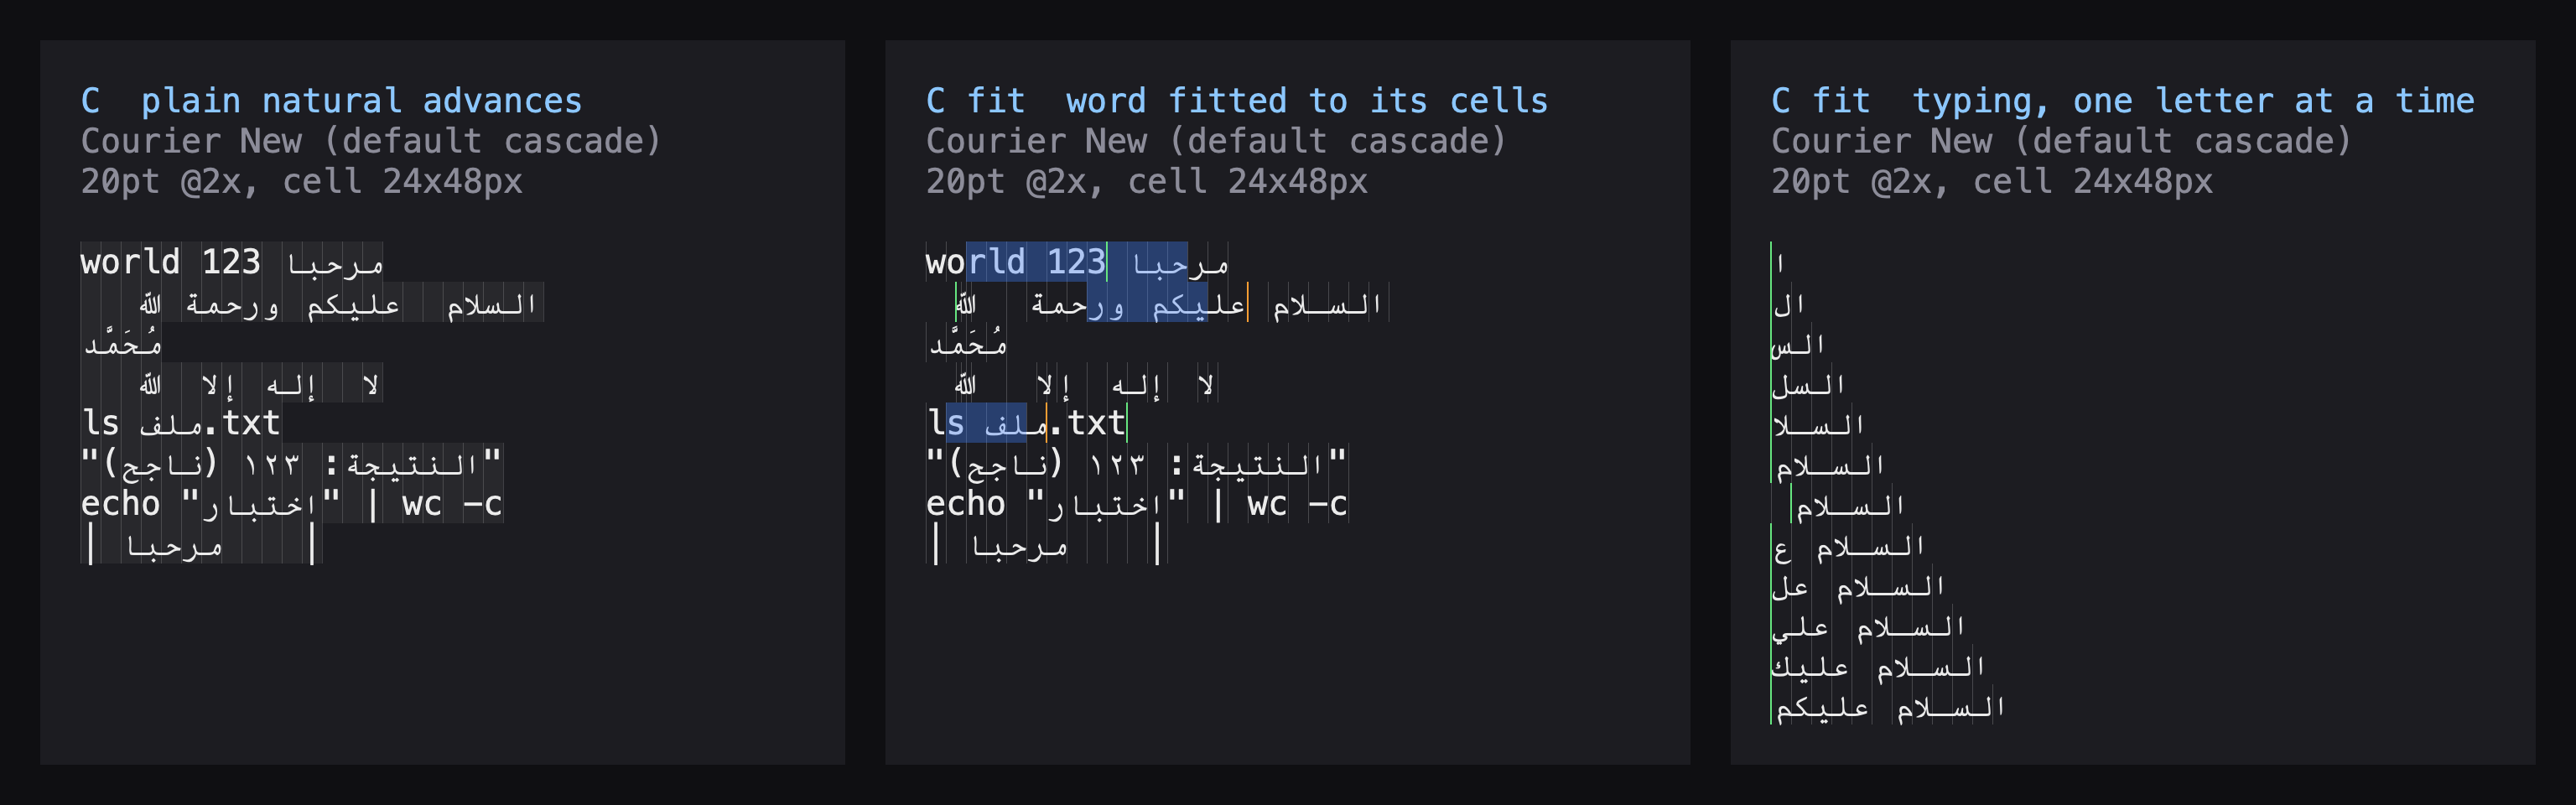 C plain natural advances
Courier New (default cascade)
20pt @2x, cell 24x48px
world 123 مرحبا
السلام عليكم ورحمة الله
مُحَمَّد
لا إله إلا الله
ls ملف.txt
"النتيجة: ١٢٣ (ناجح)"
echo "اختبار" | wc -c
| مرحبا |
C fit word fitted to its cells
Courier New (default cascade)
20pt @2x, cell 24x48px
world 123 مرحبا
السلام عليكم ورحمة الله
مُحَمَّد
لا إله إلا الله
ls ملف.txt
"النتيجة: ١٢٣ (ناجح)"
echo "اختبار" | wc -c
| مرحبا |
C fit typing, one letter at a time
Courier New (default cascade)
20pt @2x, cell 24x48px
ا
ال
الس
السل
السلا
السلام
السلام
السلام ع
السلام عل
السلام علي
السلام عليك
السلام عليكم